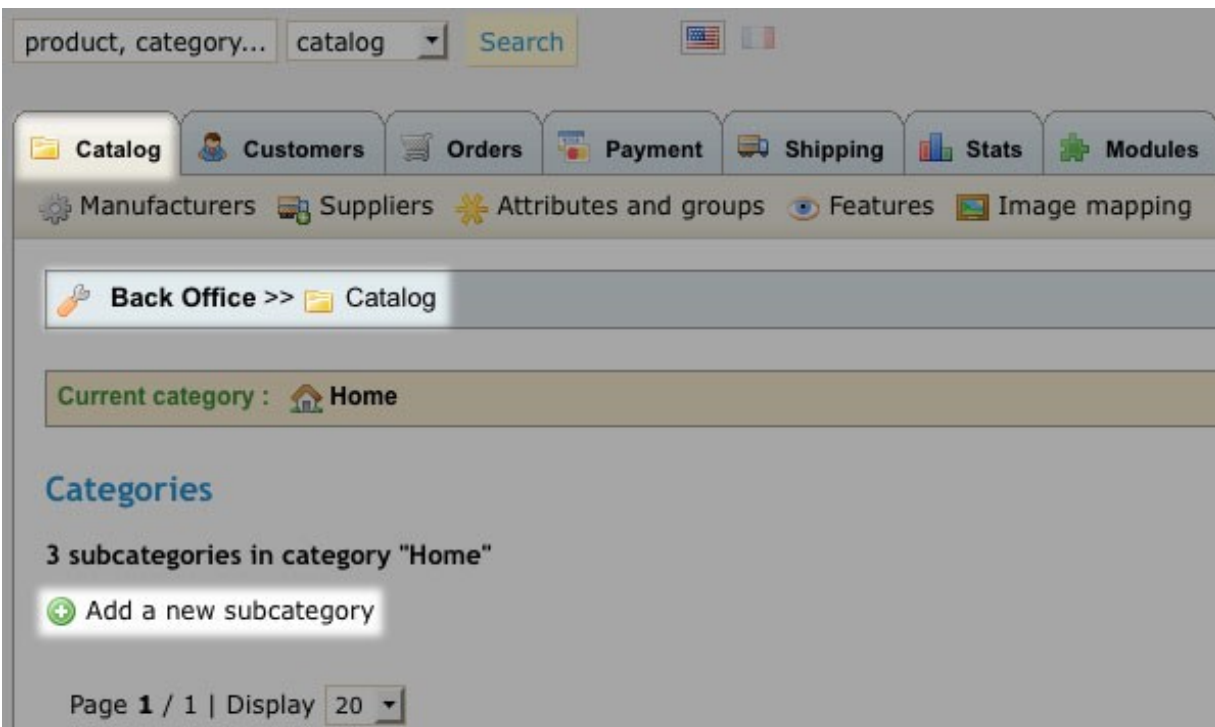 product, category... catalog Search
Catalog Customers Orders Payment Shipping Stats Modules
Manufacturers Suppliers Attributes and groups Features Image mapping
Back Office >> Catalog
Current category : Home
Categories
3 subcategories in category "Home"
Add a new subcategory
Page 1 / 1 | Display 20